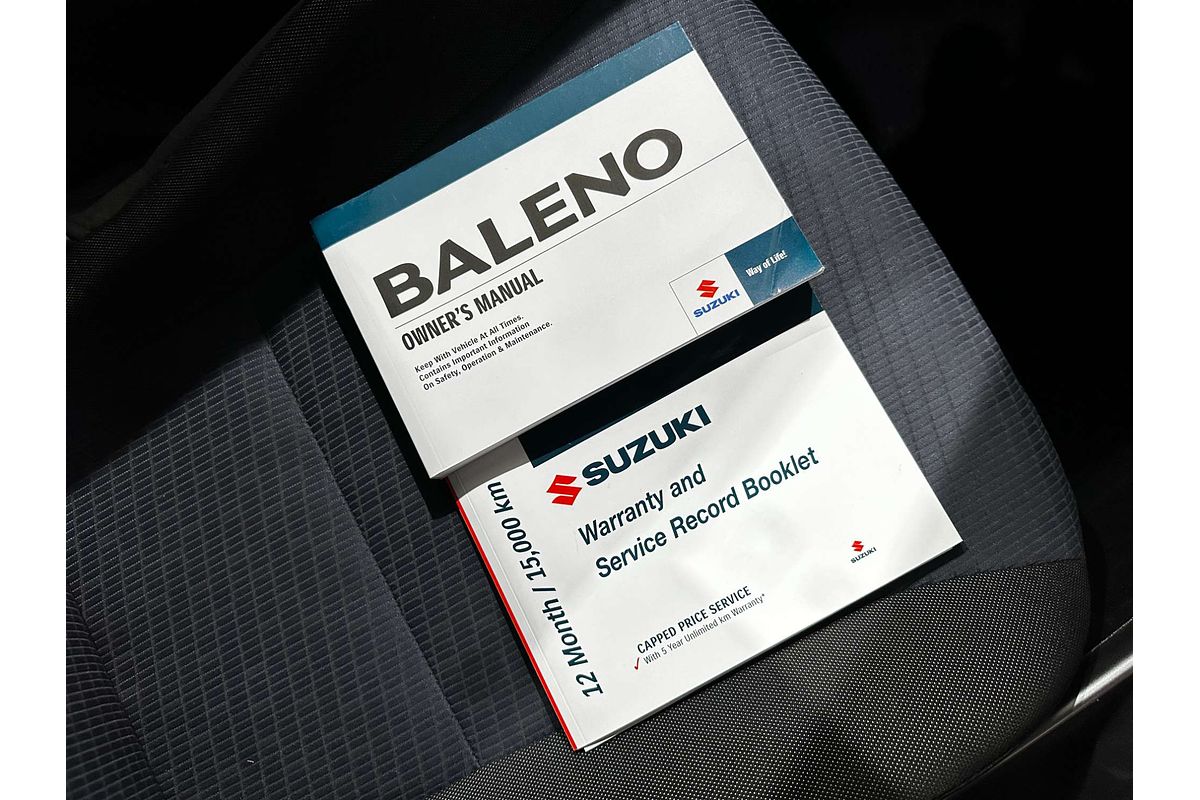 BALENO
OWNER'S MANUAL
Keep With Vehicle At All Times.
Contains Important Information
On Safety, Operation & Maintenance.
SUZUKI
Way of Life!
SUZUKI
Warranty and
Service Record Booklet
12 Month / 15,000 km
CAPPED PRICE SERVICE
✓ With 5 Year Unlimited km Warranty*
SUZUKI